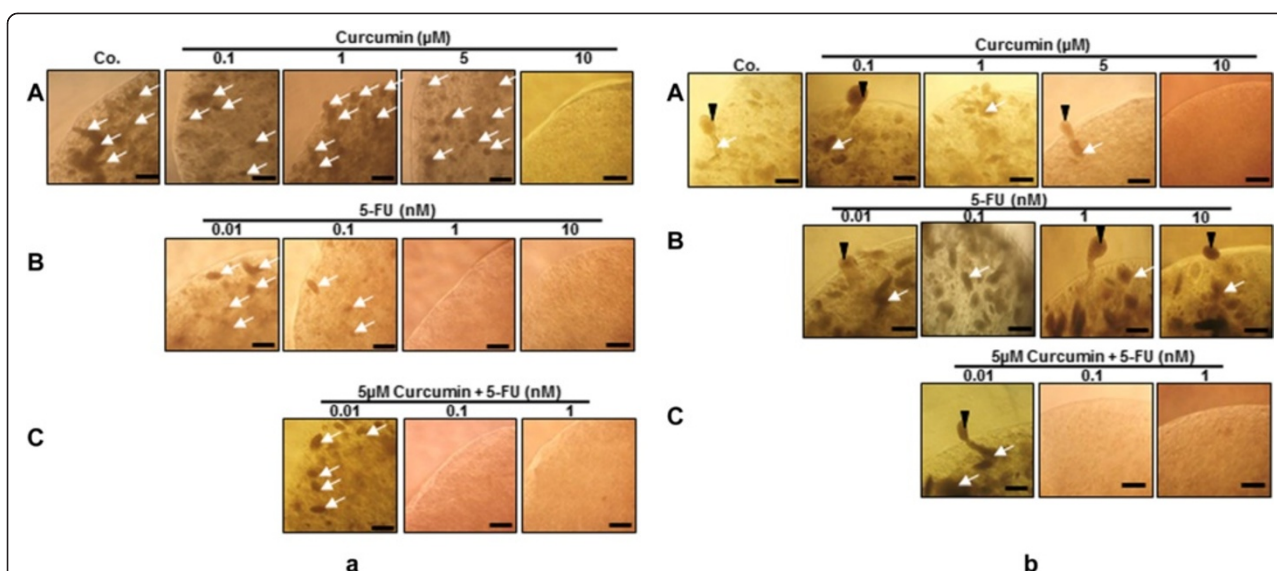 Curcumin (µM)
Co. 0.1 1 5 10
A
5-FU (nM)
0.01 0.1 1 10
B
5µM Curcumin + 5-FU (nM)
0.01 0.1 1
C
a
Curcumin (µM)
Co. 0.1 1 5 10
A
5-FU (nM)
0.01 0.1 1 10
B
5µM Curcumin + 5-FU (nM)
0.01 0.1 1
C
b